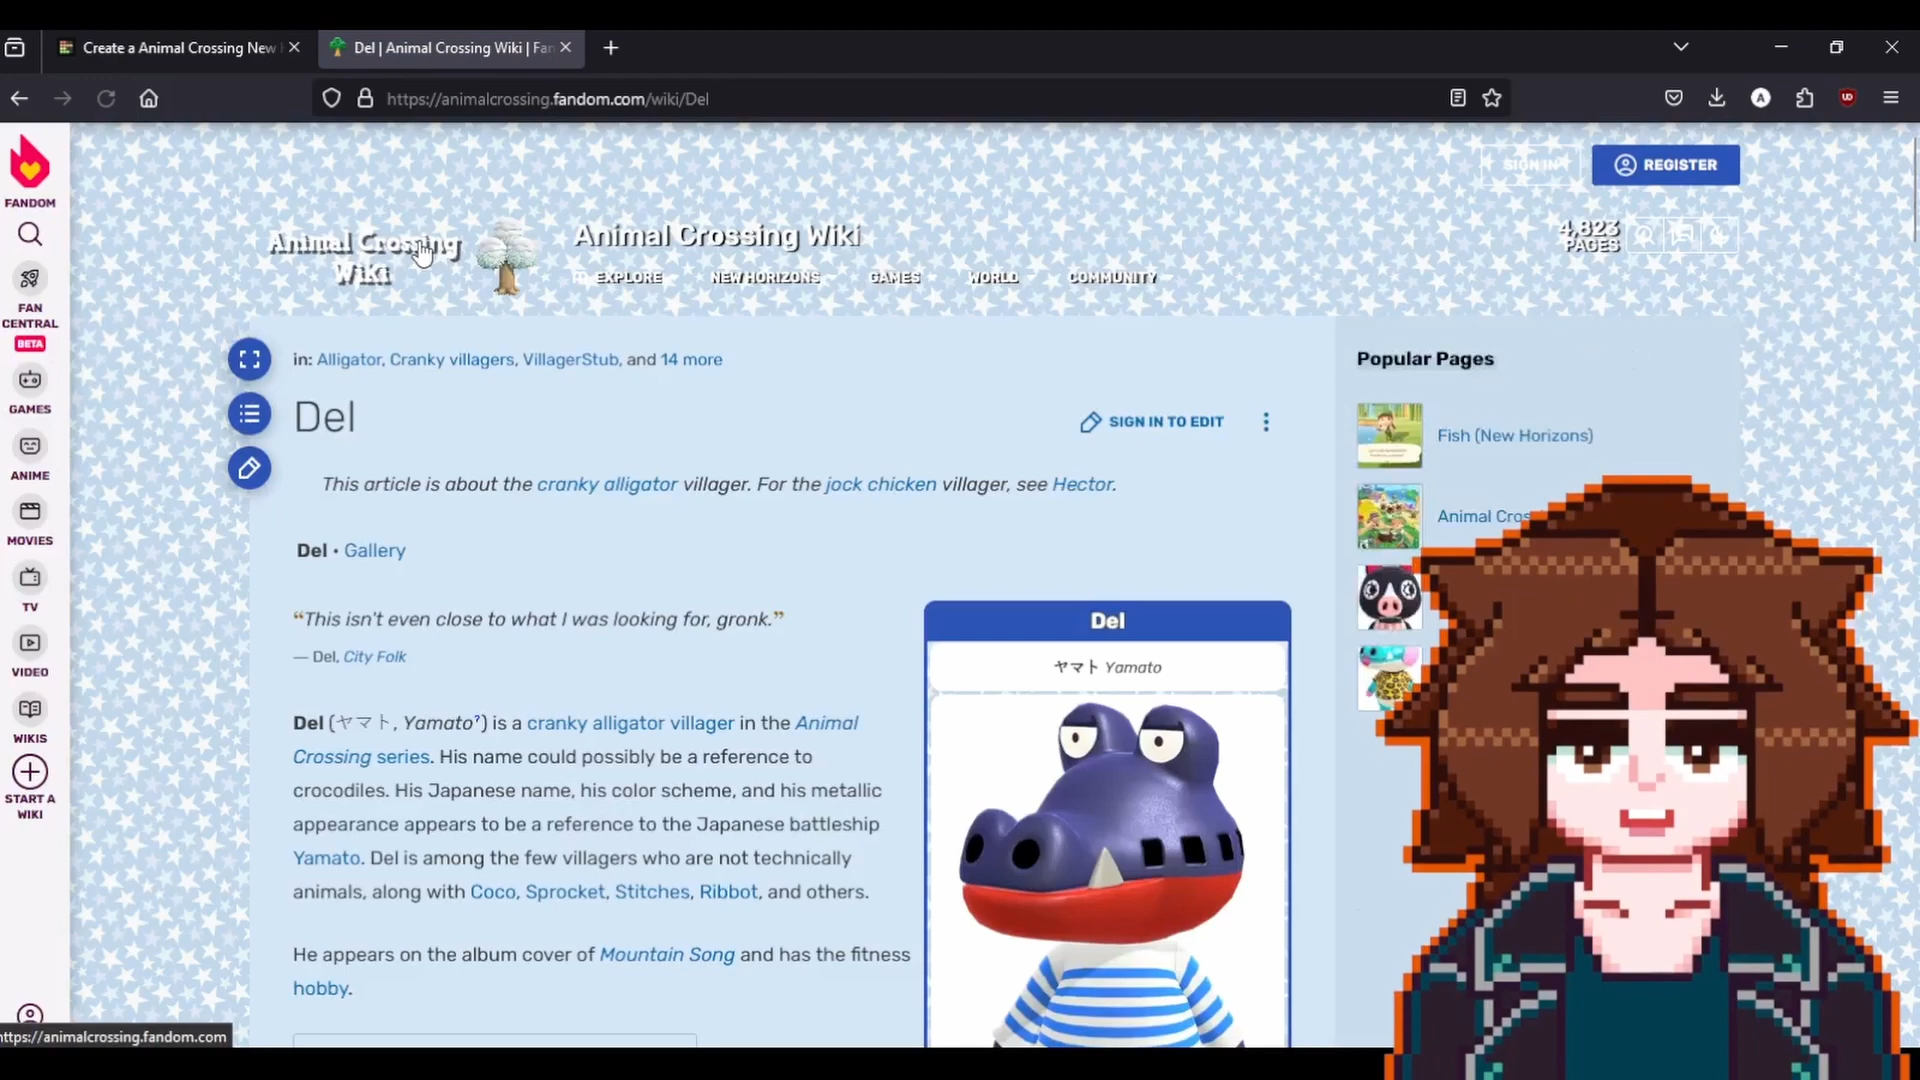 Create a Animal Crossing New
Del | Animal Crossing Wiki | Fan
https://animalcrossing.fandom.com/wiki/Del
A
FANDOM
FAN
CENTRAL
BETA
GAMES
ANIME
MOVIES
TV
VIDEO
WIKIS
START A
WIKI
SIGN IN
REGISTER
Animal Crossing
Wiki
Animal Crossing Wiki
4,823
PAGES
EXPLORE
NEW HORIZONS
GAMES
WORLD
COMMUNITY
in: Alligator, Cranky villagers, VillagerStub, and 14 more
Del
SIGN IN TO EDIT
This article is about the cranky alligator villager. For the jock chicken villager, see Hector.
Del • Gallery
“This isn't even close to what I was looking for, gronk.”
— Del, City Folk
Del (ヤマト, Yamato?) is a cranky alligator villager in the Animal
Crossing series. His name could possibly be a reference to
crocodiles. His Japanese name, his color scheme, and his metallic
appearance appears to be a reference to the Japanese battleship
Yamato. Del is among the few villagers who are not technically
animals, along with Coco, Sprocket, Stitches, Ribbot, and others.
He appears on the album cover of Mountain Song and has the fitness
hobby.
Del
ヤマト Yamato
Popular Pages
Fish (New Horizons)
Animal Cros
https://animalcrossing.fandom.com